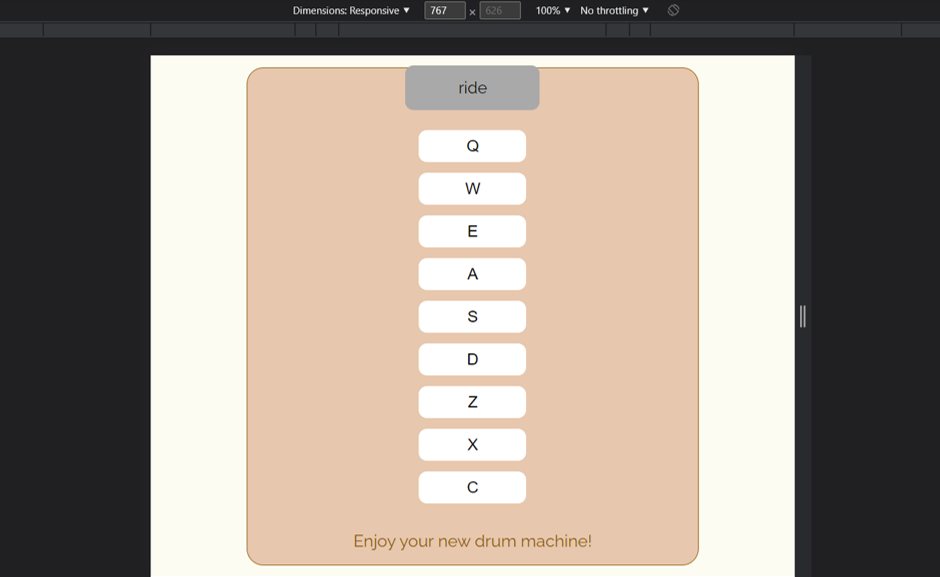 Dimensions: Responsive ▼ 767 × 626 100% ▼ No throttling ▼
ride
Q
W
E
A
S
D
Z
X
C
Enjoy your new drum machine!